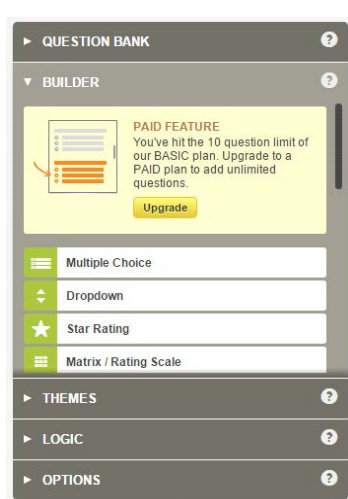 QUESTION BANK ?
BUILDER ?
PAID FEATURE
You've hit the 10 question limit of
our BASIC plan. Upgrade to a
PAID plan to add unlimited
questions.
Upgrade
Multiple Choice
Dropdown
Star Rating
Matrix / Rating Scale
THEMES ?
LOGIC ?
OPTIONS ?